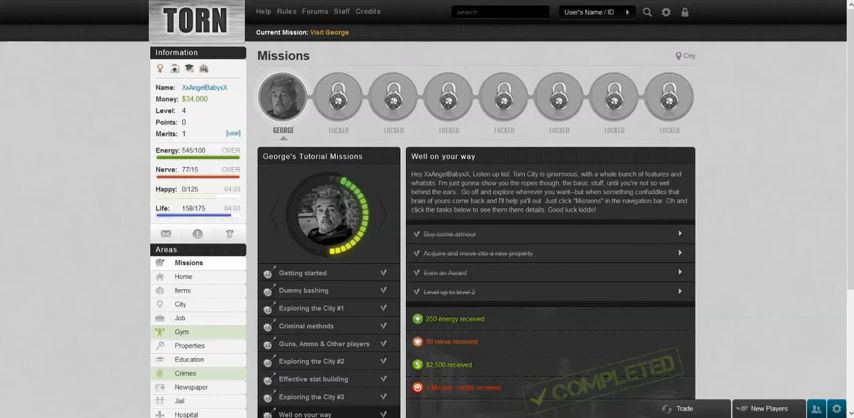 TORN
Help Rules Forums Staff Credits
search...
User's Name / ID
Current Mission: Visit George
Information
Name: XxAngelBabyxX
Money: $34,000
Level: 4
Points: 0
Merits: 1 [use]
Energy: 545/100 OVER
Nerve: 77/15 OVER
Happy: 0/125 04:03
Life: 158/175 04:03
Areas
Missions
Home
Items
City
Job
Gym
Properties
Education
Crimes
Newspaper
Jail
Hospital
Missions
City
GEORGE LOCKED LOCKED LOCKED LOCKED LOCKED LOCKED LOCKED
George's Tutorial Missions
Getting started
Dummy bashing
Exploring the City #1
Criminal methods
Guns, Ammo & Other players
Exploring the City #2
Effective stat building
Exploring the City #3
Well on your way
Well on your way
Hey XxAngelBabyxX, Listen up kid. Torn City is ginormous, with a whole bunch of features and
whatsits. I'm just gonna show you the ropes though, the basic stuff, until you're not so wet
behind the ears. Go off and explore wherever you want—but when something confuddles that
brain of yours come back and I'll help ya'll out. Just click "Missions" in the navigation bar. Oh and
click the tasks below to see them there details. Good luck kiddo!
Buy some armour
Acquire and move into a new property
Earn an Award
Level up to level 2
250 energy received
50 nerve received
$2,500 received
Mission credits received
COMPLETED
Trade
New Players